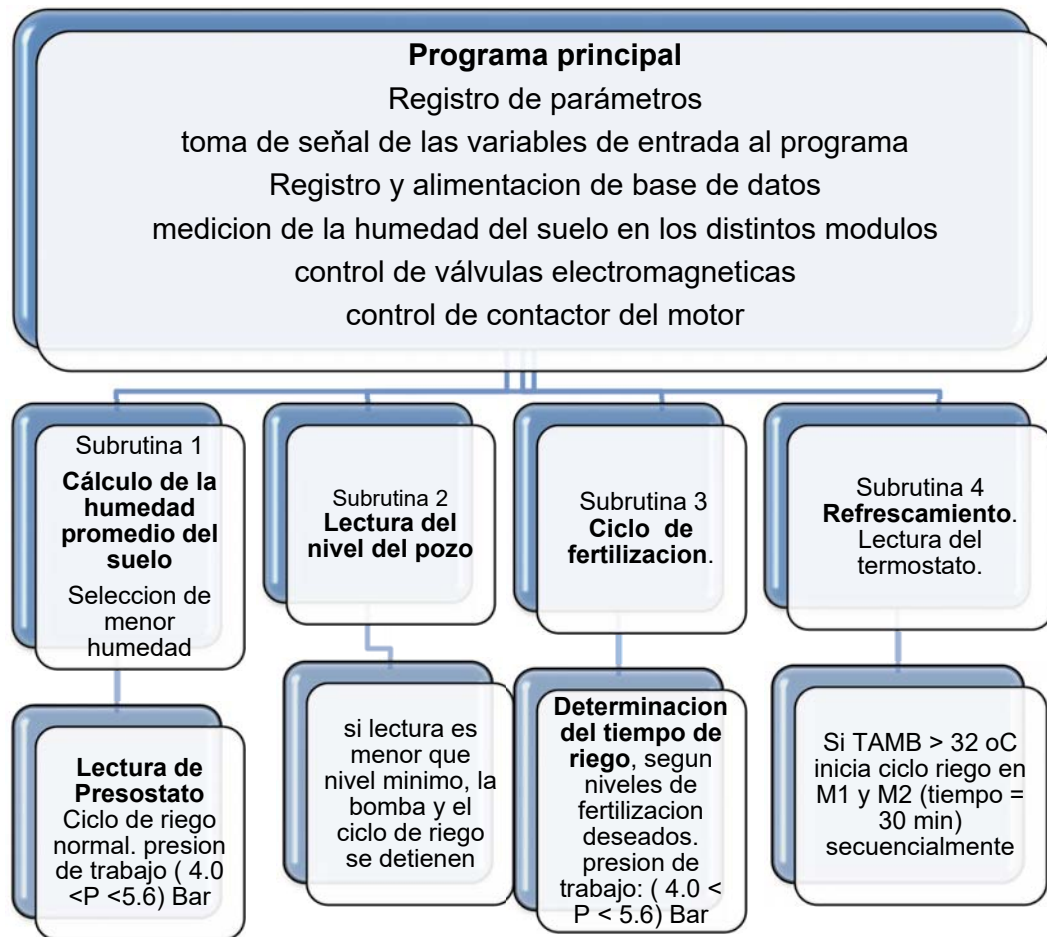 Programa principal
Registro de parámetros
toma de seňal de las variables de entrada al programa
Registro y alimentacion de base de datos
medicion de la humedad del suelo en los distintos modulos
control de válvulas electromagneticas
control de contactor del motor
Subrutina 1
Cálculo de la
humedad
promedio del
suelo
Seleccion de
menor
humedad
Subrutina 2
Lectura del
nivel del pozo
Subrutina 3
Ciclo de
fertilizacion.
Subrutina 4
Refrescamiento.
Lectura del
termostato.
Lectura de
Presostato
Ciclo de riego
normal. presion
de trabajo ( 4.0
<P <5.6) Bar
si lectura es
menor que
nivel minimo, la
bomba y el
ciclo de riego
se detienen
Determinacion
del tiempo de
riego, segun
niveles de
fertilizacion
deseados.
presion de
trabajo: ( 4.0 <
P < 5.6) Bar
Si TAMB > 32 oC
inicia ciclo riego en
M1 y M2 (tiempo =
30 min)
secuencialmente